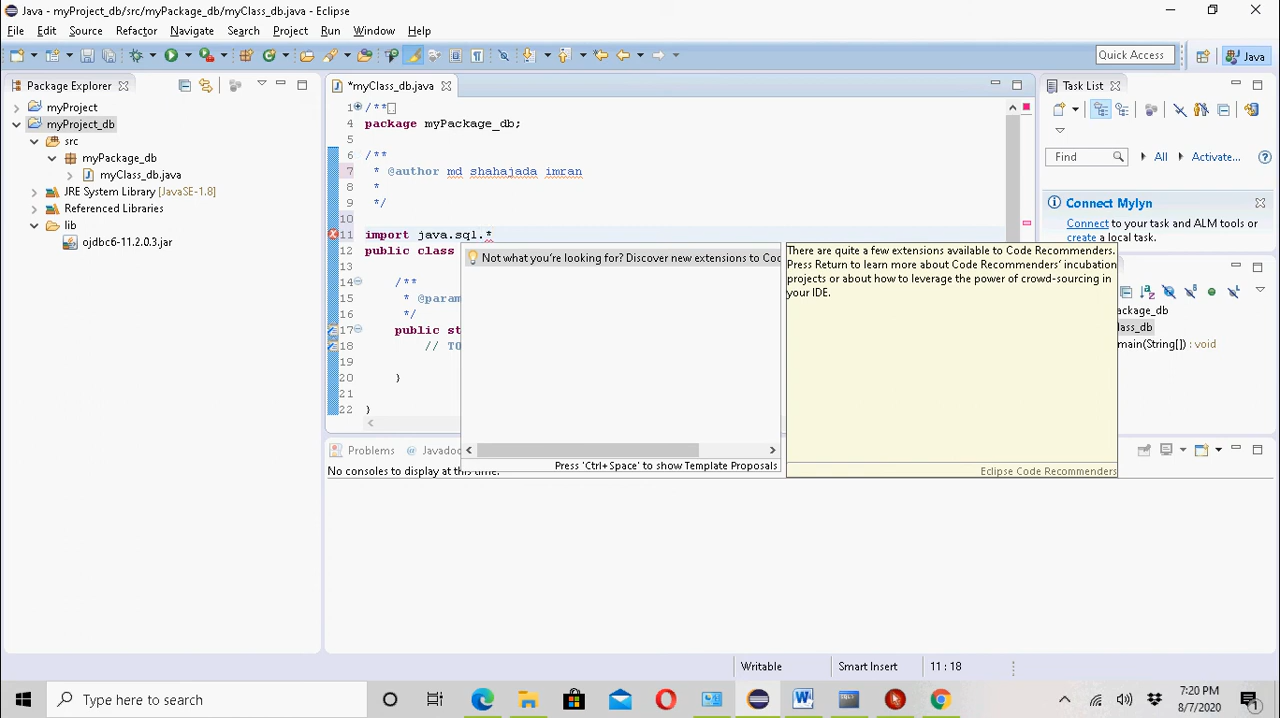 Java - myProject_db/src/myPackage_db/myClass_db.java - Eclipse
File Edit Source Refactor Navigate Search Project Run Window Help
Quick Access
Java
Package Explorer
myProject
myProject_db
src
myPackage_db
myClass_db.java
JRE System Library [JavaSE-1.8]
Referenced Libraries
lib
ojdbc6-11.2.0.3.jar
*myClass_db.java
1 /**
4 package myPackage_db;
5
6 /**
7 * @author md shahajada imran
8 *
9 */
10
11 import java.sql.*
12 public class
13
14 /**
15 * @param
16 */
17 public st
18 // TO
19
20 }
21
22 }
Not what you're looking for? Discover new extensions to Coc
Press 'Ctrl+Space' to show Template Proposals
There are quite a few extensions available to Code Recommenders.
Press Return to learn more about Code Recommenders' incubation
projects or about how to leverage the power of crowd-sourcing in
your IDE.
Eclipse Code Recommenders
Task List
Find
All
Activate...
Connect Mylyn
Connect to your task and ALM tools or
create a local task.
ackage_db
lass_db
main(String[]) : void
Problems
@ Javadoc
No consoles to display at this time.
Writable
Smart Insert
11 : 18
Type here to search
7:20 PM
8/7/2020
1